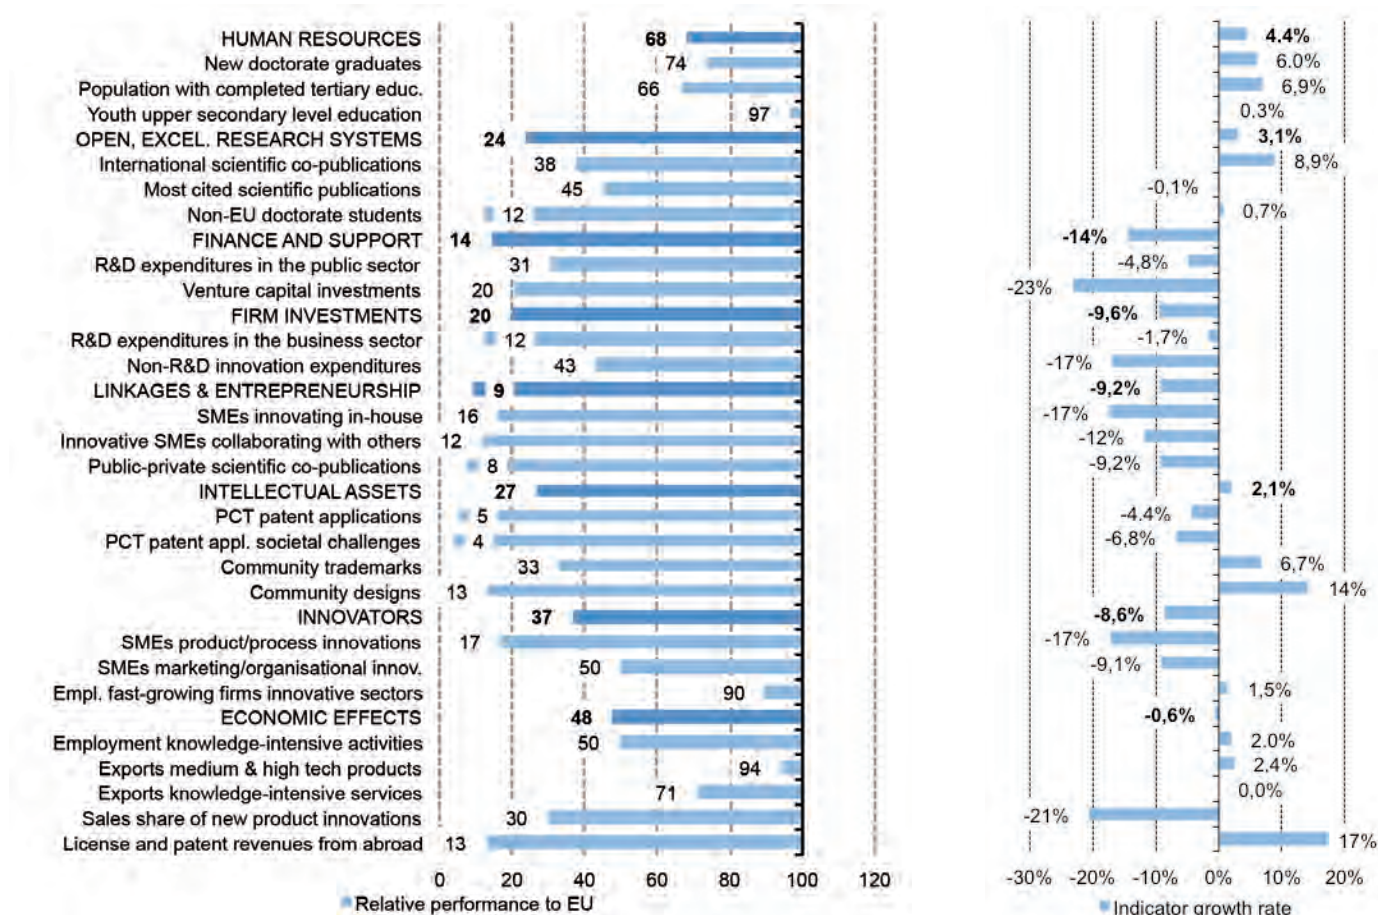 HUMAN RESOURCES 68 4.4%
New doctorate graduates 74 6.0%
Population with completed tertiary educ. 66 6,9%
Youth upper secondary level education 97 0.3%
OPEN, EXCEL. RESEARCH SYSTEMS 24 3,1%
International scientific co-publications 38 8,9%
Most cited scientific publications 45 -0,1%
Non-EU doctorate students 12 0,7%
FINANCE AND SUPPORT 14 -14%
R&D expenditures in the public sector 31 -4,8%
Venture capital investments 20 -23%
FIRM INVESTMENTS 20 -9,6%
R&D expenditures in the business sector 12 -1,7%
Non-R&D innovation expenditures 43 -17%
LINKAGES & ENTREPRENEURSHIP 9 -9,2%
SMEs innovating in-house 16 -17%
Innovative SMEs collaborating with others 12 -12%
Public-private scientific co-publications 8 -9,2%
INTELLECTUAL ASSETS 27 2,1%
PCT patent applications 5 -4.4%
PCT patent appl. societal challenges 4 -6,8%
Community trademarks 33 6,7%
Community designs 13 14%
INNOVATORS 37 -8,6%
SMEs product/process innovations 17 -17%
SMEs marketing/organisational innov. 50 -9,1%
Empl. fast-growing firms innovative sectors 90 1,5%
ECONOMIC EFFECTS 48 -0,6%
Employment knowledge-intensive activities 50 2.0%
Exports medium & high tech products 94 2,4%
Exports knowledge-intensive services 71 0,0%
Sales share of new product innovations 30 -21%
License and patent revenues from abroad 13 17%
0 20 40 60 80 100 120 -30% -20% -10% 0% 10% 20%
Relative performance to EU Indicator growth rate